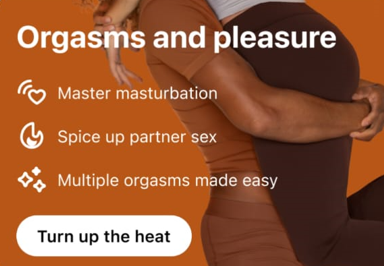 Orgasms and pleasure
Master masturbation
Spice up partner sex
Multiple orgasms made easy
Turn up the heat